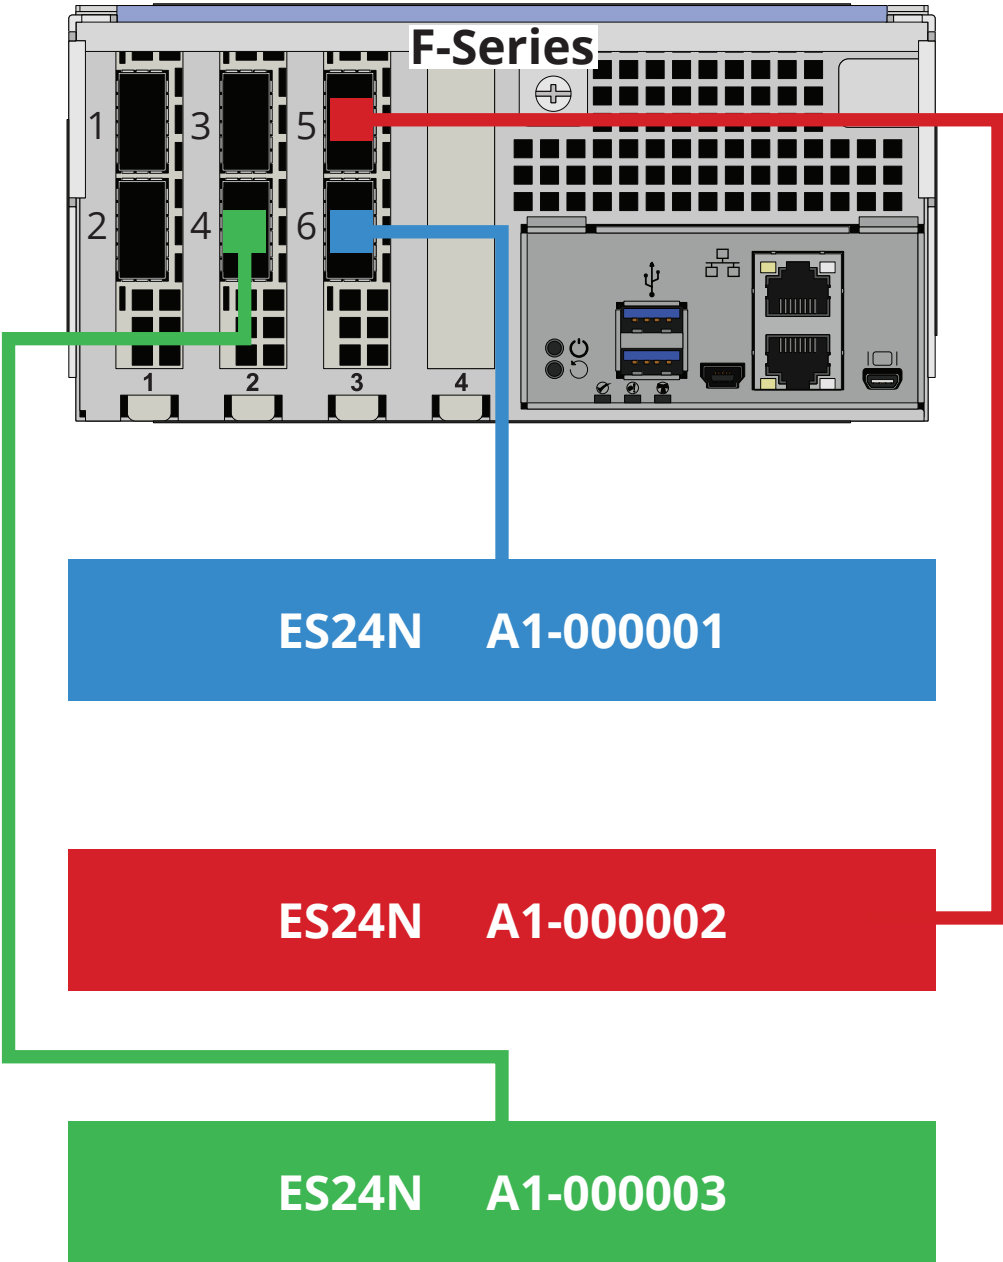 F-Series
1 3 5
2 4 6
1 2 3 4
ES24N A1-000001
ES24N A1-000002
ES24N A1-000003